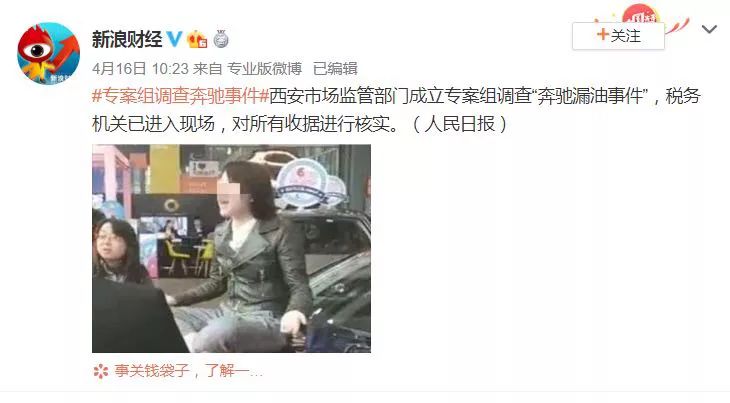 新浪财经
+关注
4月16日 10:23 来自 专业版微博 已编辑
#专案组调查奔驰事件#西安市场监管部门成立专案组调查“奔驰漏油事件”，税务
机关已进入现场，对所有收据进行核实。（人民日报）
事关钱袋子，了解一…
新浪财经